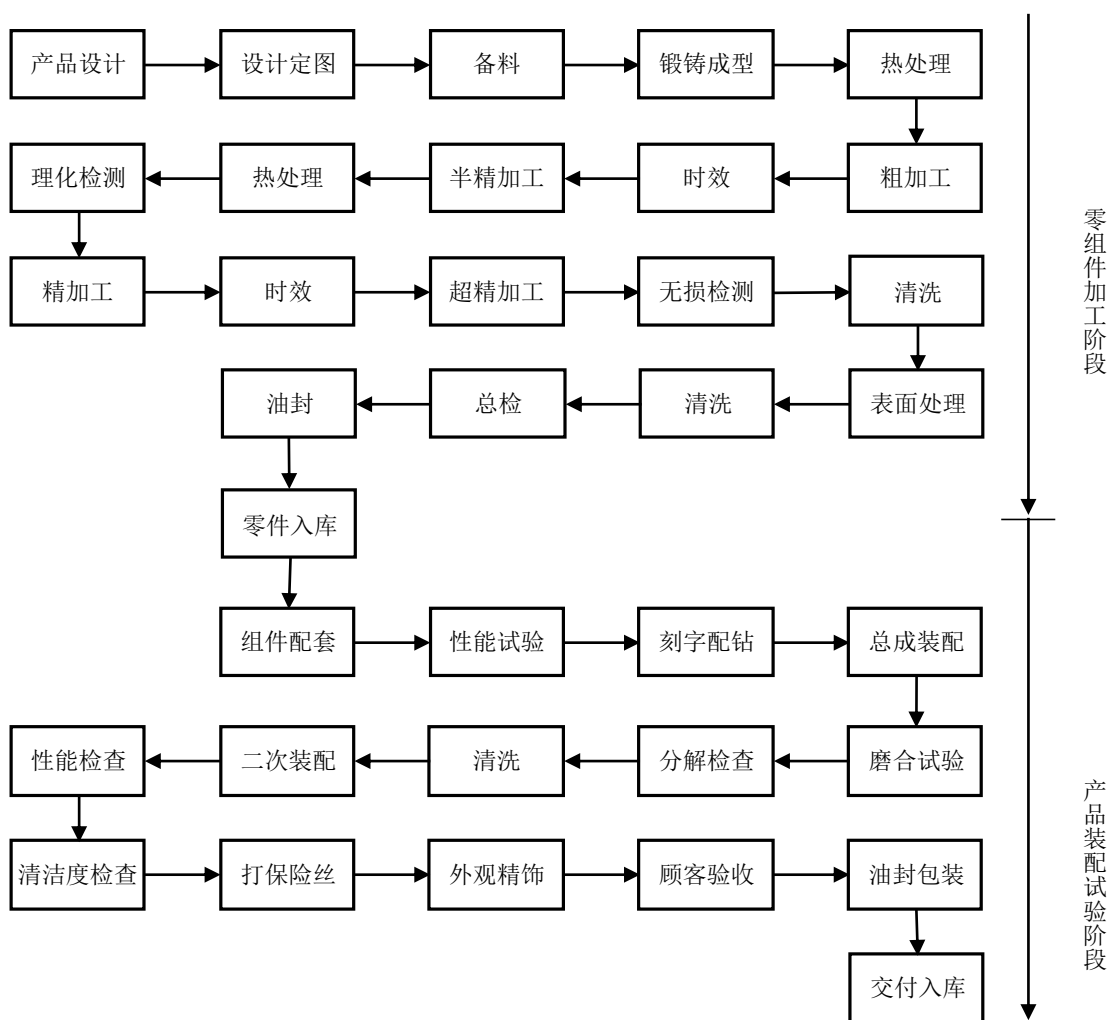 产品设计
设计定图
备料
锻铸成型
热处理
理化检测
热处理
半精加工
时效
粗加工
精加工
时效
超精加工
无损检测
清洗
油封
总检
清洗
表面处理
零件入库
零组件加工阶段
组件配套
性能试验
刻字配钻
总成装配
性能检查
二次装配
清洗
分解检查
磨合试验
清洁度检查
打保险丝
外观精饰
顾客验收
油封包装
交付入库
产品装配试验阶段